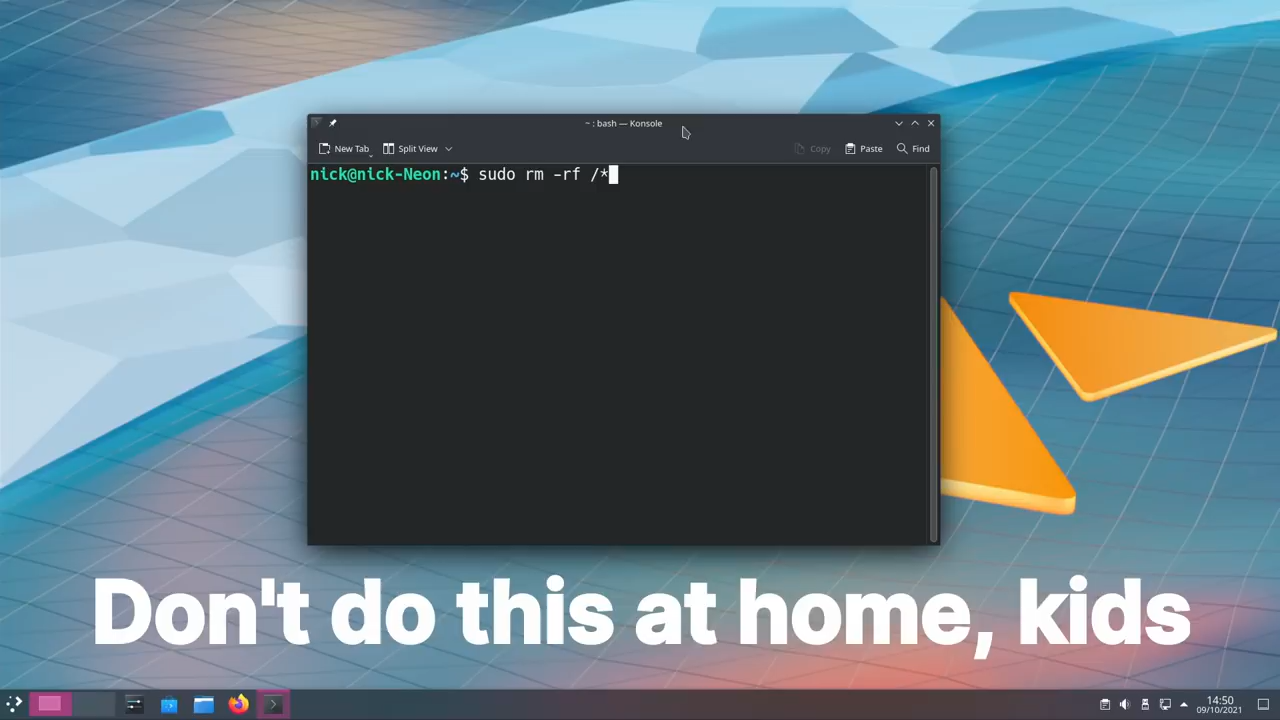 ~ : bash — Konsole
New Tab Split View Copy Paste Find
nick@nick-Neon:~$ sudo rm -rf /*
Don't do this at home, kids
14:50
09/10/2021